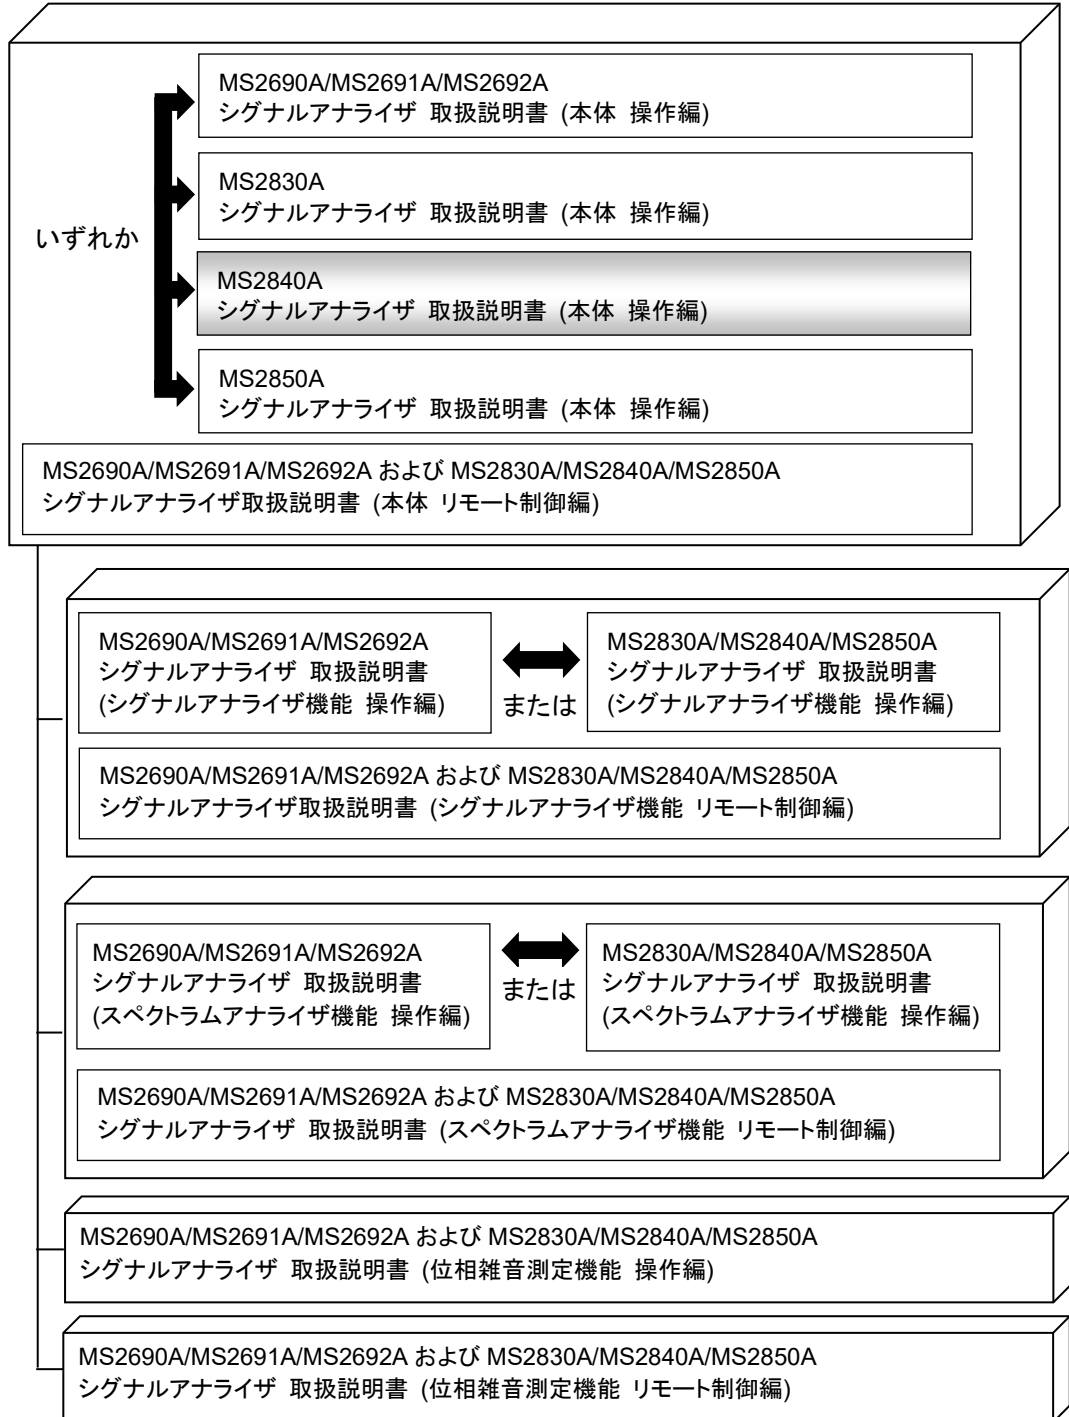 MS2690A/MS2691A/MS2692A
シグナルアナライザ 取扱説明書 (本体 操作編)
MS2830A
シグナルアナライザ 取扱説明書 (本体 操作編)
いずれか
MS2840A
シグナルアナライザ 取扱説明書 (本体 操作編)
MS2850A
シグナルアナライザ 取扱説明書 (本体 操作編)
MS2690A/MS2691A/MS2692A および MS2830A/MS2840A/MS2850A
シグナルアナライザ取扱説明書 (本体 リモート制御編)
MS2690A/MS2691A/MS2692A
シグナルアナライザ 取扱説明書
(シグナルアナライザ機能 操作編)
または
MS2830A/MS2840A/MS2850A
シグナルアナライザ 取扱説明書
(シグナルアナライザ機能 操作編)
MS2690A/MS2691A/MS2692A および MS2830A/MS2840A/MS2850A
シグナルアナライザ取扱説明書 (シグナルアナライザ機能 リモート制御編)
MS2690A/MS2691A/MS2692A
シグナルアナライザ 取扱説明書
(スペクトラムアナライザ機能 操作編)
または
MS2830A/MS2840A/MS2850A
シグナルアナライザ 取扱説明書
(スペクトラムアナライザ機能 操作編)
MS2690A/MS2691A/MS2692A および MS2830A/MS2840A/MS2850A
シグナルアナライザ 取扱説明書 (スペクトラムアナライザ機能 リモート制御編)
MS2690A/MS2691A/MS2692A および MS2830A/MS2840A/MS2850A
シグナルアナライザ 取扱説明書 (位相雑音測定機能 操作編)
MS2690A/MS2691A/MS2692A および MS2830A/MS2840A/MS2850A
シグナルアナライザ 取扱説明書 (位相雑音測定機能 リモート制御編)